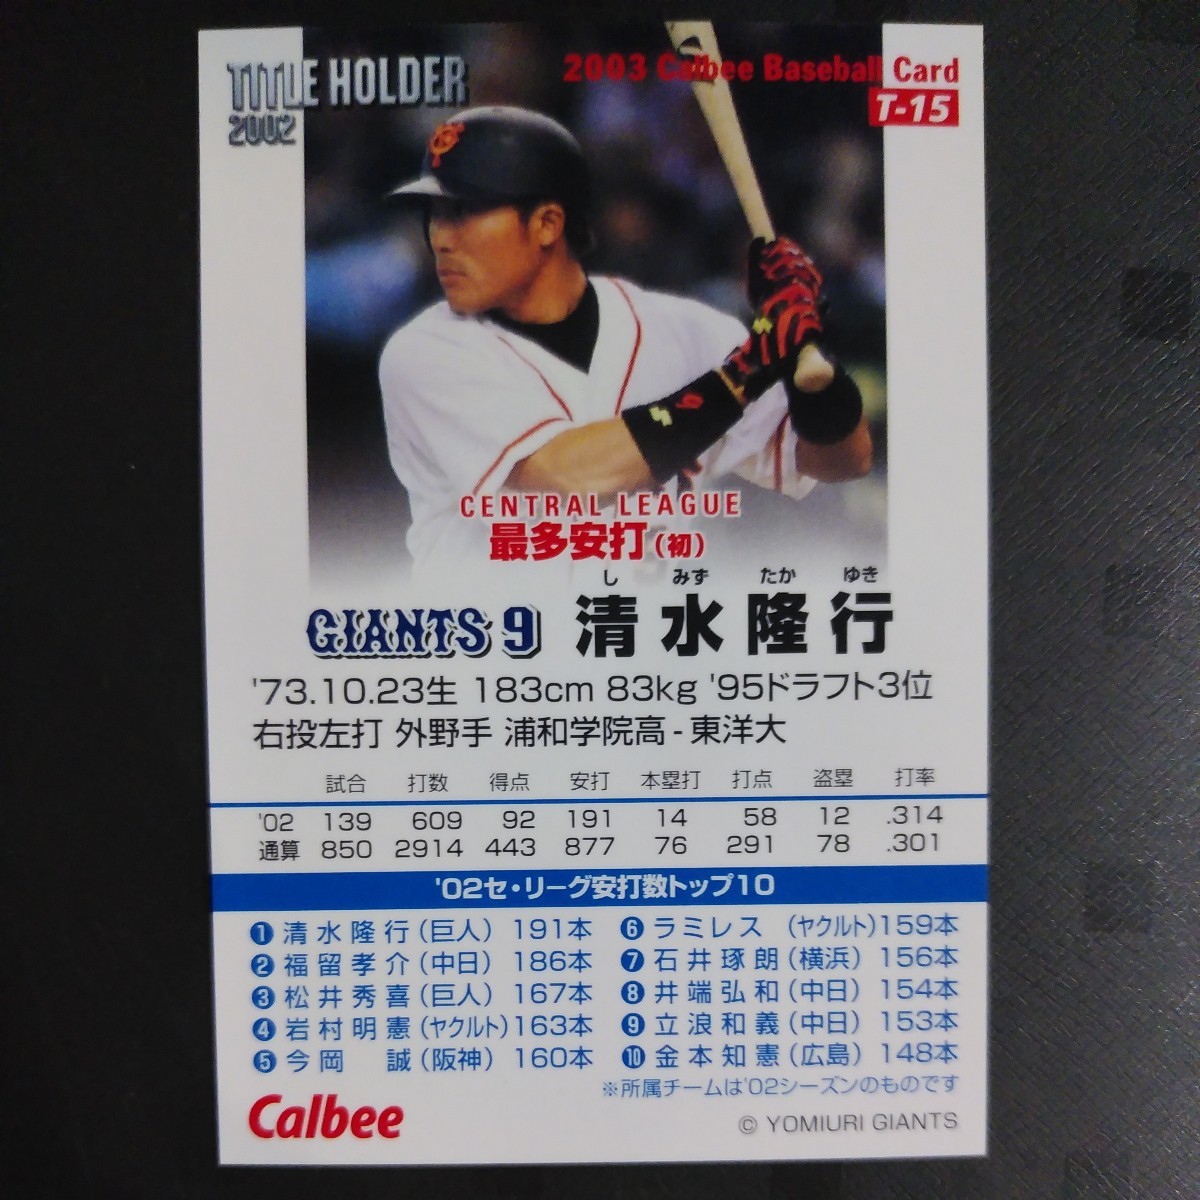 TITLE HOLDER
2002
2003 Calbee Baseball Card
T-15
CENTRAL LEAGUE
最多安打(初)
し みず たか ゆき
GIANTS 9 清水隆行
'73.10.23生 183cm 83kg '95ドラフト3位
右投左打 外野手 浦和学院高-東洋大
試合 打数 得点 安打 本塁打 打点 盗塁 打率
'02 139 609 92 191 14 58 12 .314
通算 850 2914 443 877 76 291 78 .301
'02セ・リーグ安打数トップ10
❶清水隆行(巨人) 191本
❷福留孝介(中日) 186本
❸松井秀喜(巨人) 167本
❹岩村明憲(ヤクルト)163本
❺今岡 誠(阪神) 160本
❻ラミレス (ヤクルト)159本
❼石井琢朗(横浜) 156本
❽井端弘和(中日) 154本
❾立浪和義(中日) 153本
❿金本知憲(広島) 148本
※所属チームは'02シーズンのものです
Calbee
© YOMIURI GIANTS